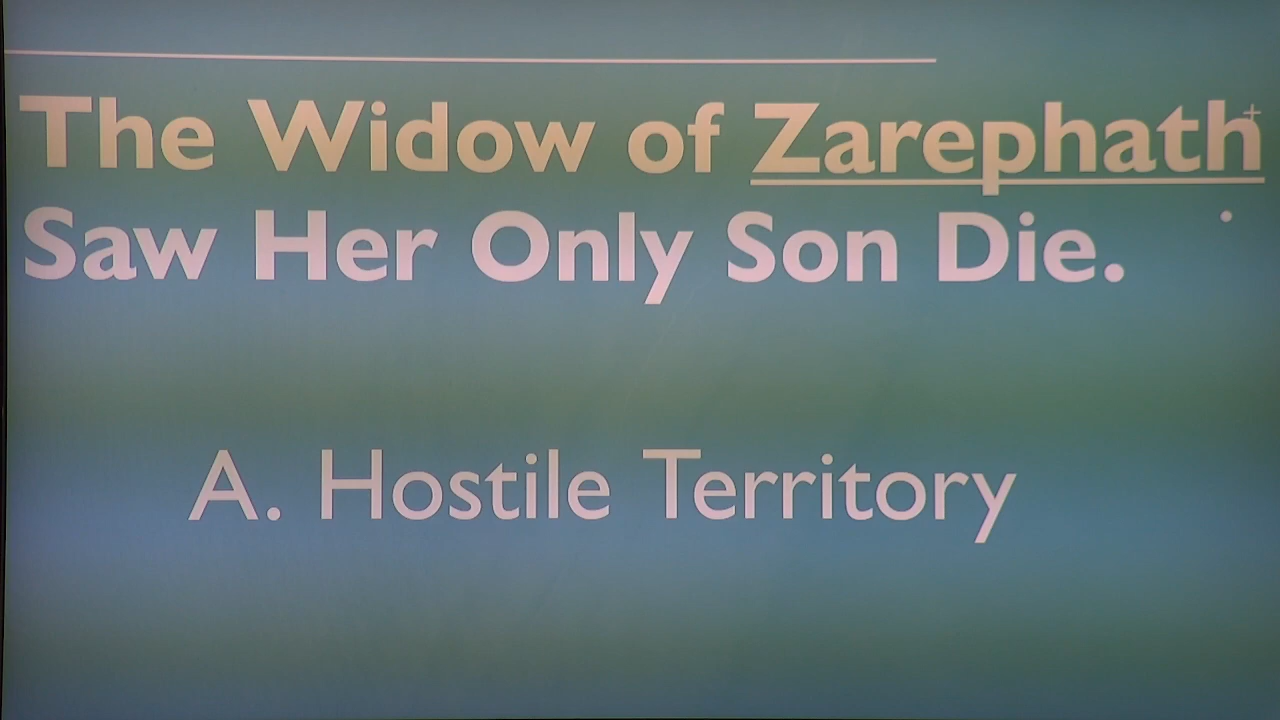 The Widow of Zarephath
Saw Her Only Son Die.
A. Hostile Territory